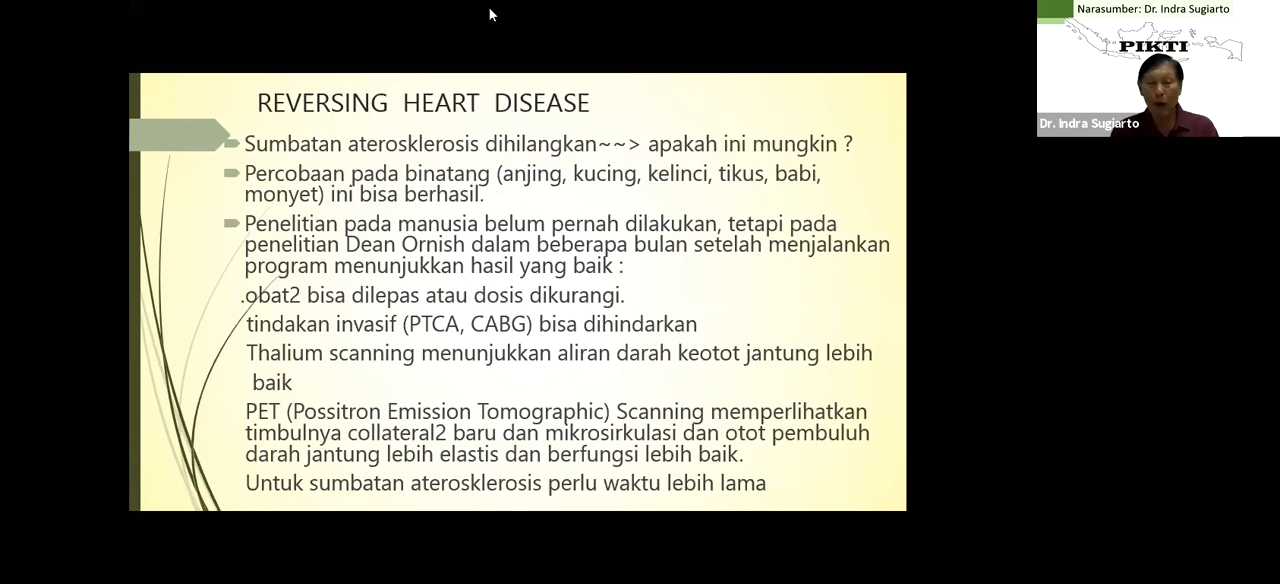 Narasumber: Dr. Indra Sugiarto
PIKTI
Dr. Indra Sugiarto
REVERSING HEART DISEASE
Sumbatan aterosklerosis dihilangkan~~> apakah ini mungkin ?
Percobaan pada binatang (anjing, kucing, kelinci, tikus, babi,
monyet) ini bisa berhasil.
Penelitian pada manusia belum pernah dilakukan, tetapi pada
penelitian Dean Ornish dalam beberapa bulan setelah menjalankan
program menunjukkan hasil yang baik :
.obat2 bisa dilepas atau dosis dikurangi.
tindakan invasif (PTCA, CABG) bisa dihindarkan
Thalium scanning menunjukkan aliran darah keotot jantung lebih
baik
PET (Possitron Emission Tomographic) Scanning memperlihatkan
timbulnya collateral2 baru dan mikrosirkulasi dan otot pembuluh
darah jantung lebih elastis dan berfungsi lebih baik.
Untuk sumbatan aterosklerosis perlu waktu lebih lama